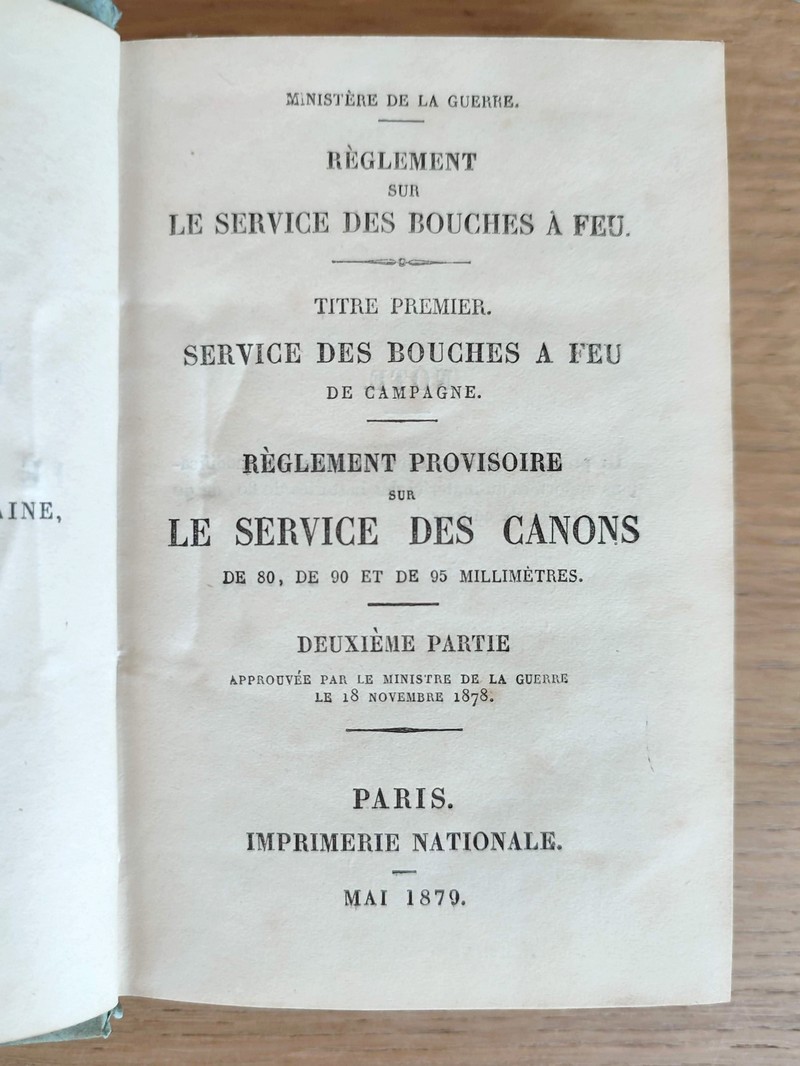 AINE,
MINISTÈRE DE LA GUERRE.
RÈGLEMENT
SUR
LE SERVICE DES BOUCHES À FEU.
TITRE PREMIER.
SERVICE DES BOUCHES A FEU
DE CAMPAGNE.
RÈGLEMENT PROVISOIRE
SUR
LE SERVICE DES CANONS
DE 80, DE 90 ET DE 95 MILLIMÈTRES.
DEUXIÈME PARTIE
APPROUVÉE PAR LE MINISTRE DE LA GUERRE
LE 18 NOVEMBRE 1878.
PARIS.
IMPRIMERIE NATIONALE.
MAI 1879.